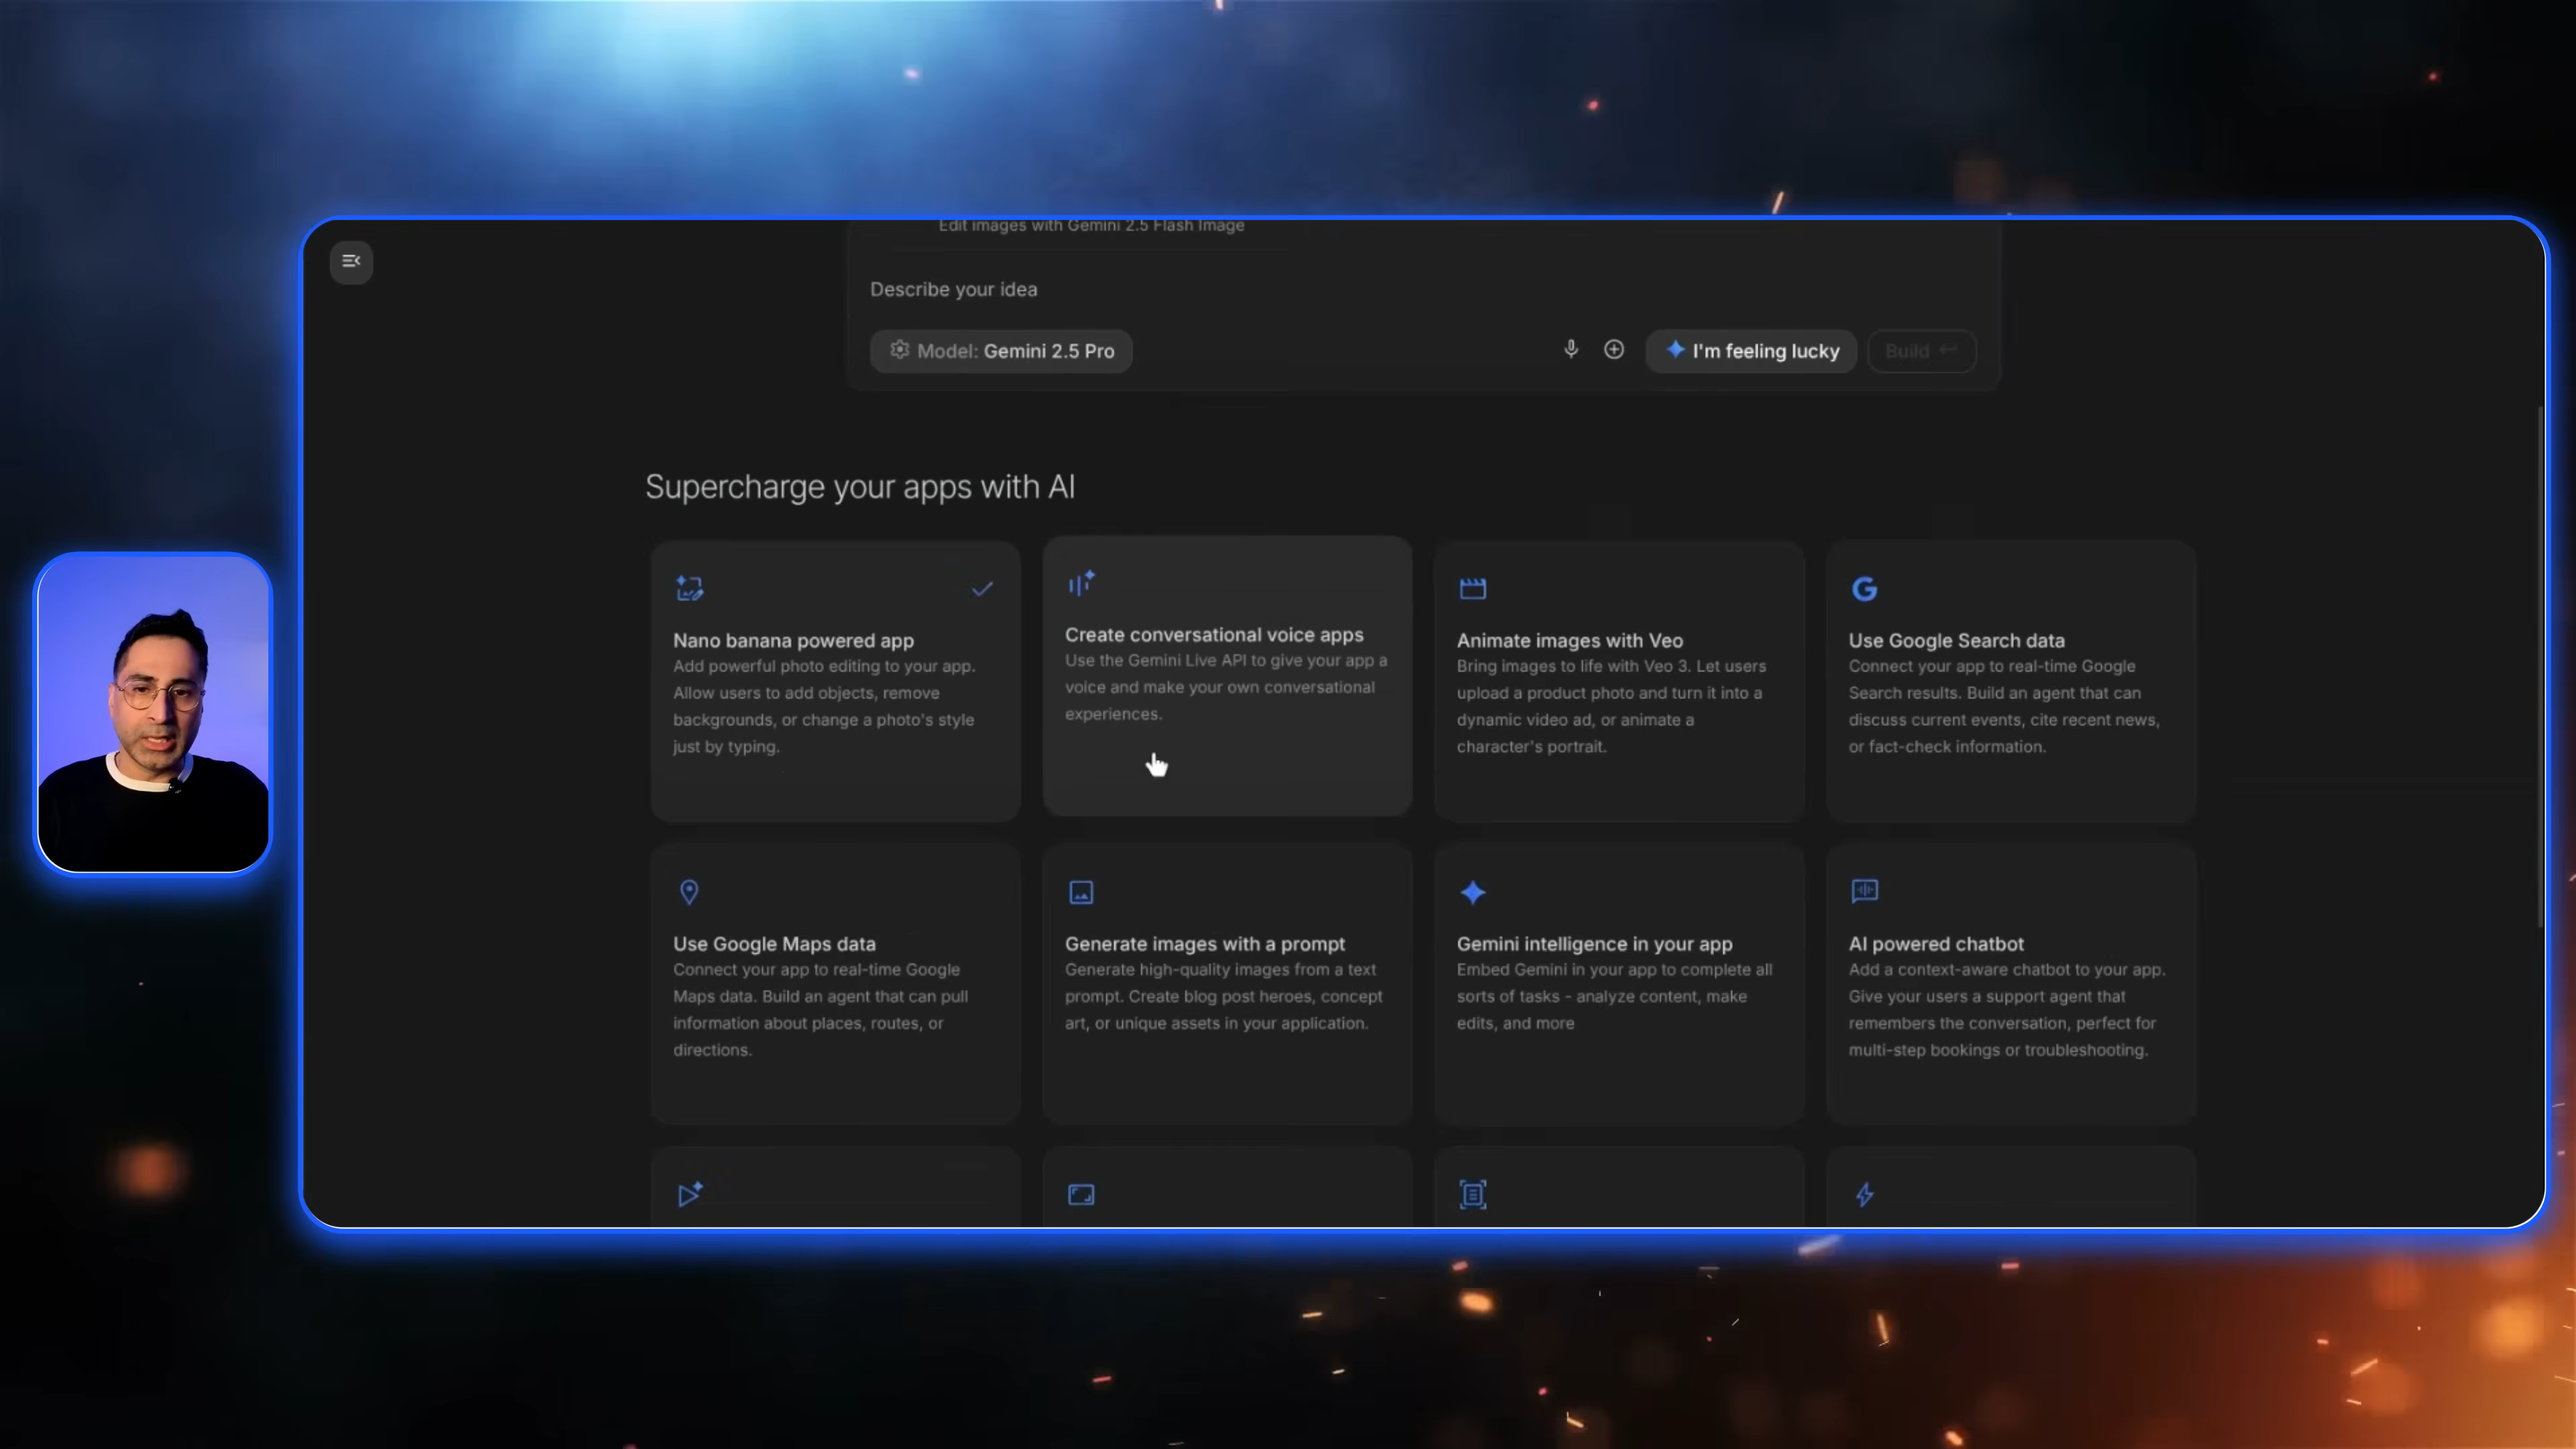 Edit images with Gemini 2.5 Flash Image
Describe your idea
Model: Gemini 2.5 Pro
I'm feeling lucky
Build
Supercharge your apps with AI
Nano banana powered app
Add powerful photo editing to your app.
Allow users to add objects, remove
backgrounds, or change a photo's style
just by typing.
Create conversational voice apps
Use the Gemini Live API to give your app a
voice and make your own conversational
experiences.
Animate images with Veo
Bring images to life with Veo 3. Let users
upload a product photo and turn it into a
dynamic video ad, or animate a
character's portrait.
Use Google Search data
Connect your app to real-time Google
Search results. Build an agent that can
discuss current events, cite recent news,
or fact-check information.
Use Google Maps data
Connect your app to real-time Google
Maps data. Build an agent that can pull
information about places, routes, or
directions.
Generate images with a prompt
Generate high-quality images from a text
prompt. Create blog post heroes, concept
art, or unique assets in your application.
Gemini intelligence in your app
Embed Gemini in your app to complete all
sorts of tasks - analyze content, make
edits, and more
AI powered chatbot
Add a context-aware chatbot to your app.
Give your users a support agent that
remembers the conversation, perfect for
multi-step bookings or troubleshooting.